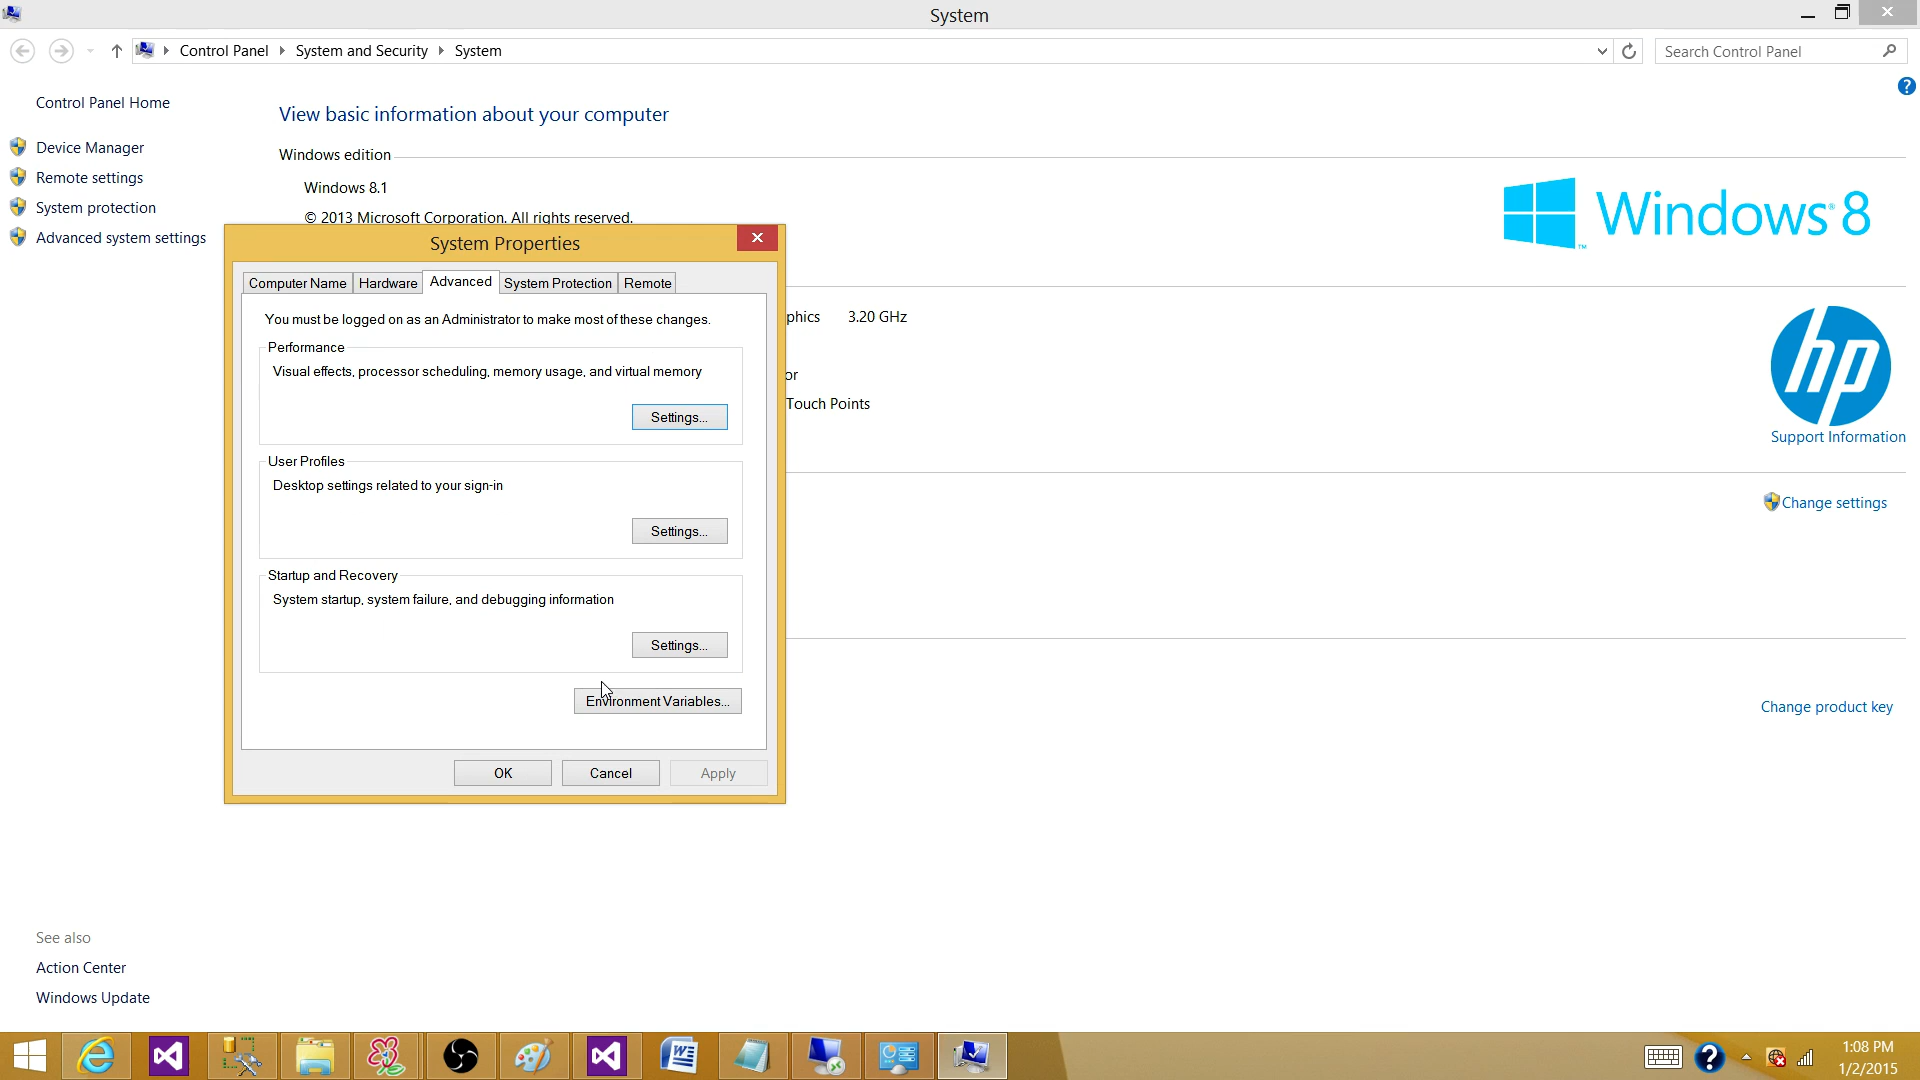 System
Control Panel
System and Security
System
Search Control Panel
Control Panel Home
Device Manager
Remote settings
System protection
Advanced system settings
View basic information about your computer
Windows edition
Windows 8.1
© 2013 Microsoft Corporation. All rights reserved.
Windows 8
System Properties
Computer Name
Hardware
Advanced
System Protection
Remote
You must be logged on as an Administrator to make most of these changes.
Performance
Visual effects, processor scheduling, memory usage, and virtual memory
Settings...
User Profiles
Desktop settings related to your sign-in
Settings...
Startup and Recovery
System startup, system failure, and debugging information
Settings...
Environment Variables...
OK
Cancel
Apply
phics 3.20 GHz
or
Touch Points
hp
Support Information
Change settings
Change product key
See also
Action Center
Windows Update
1:08 PM
1/2/2015